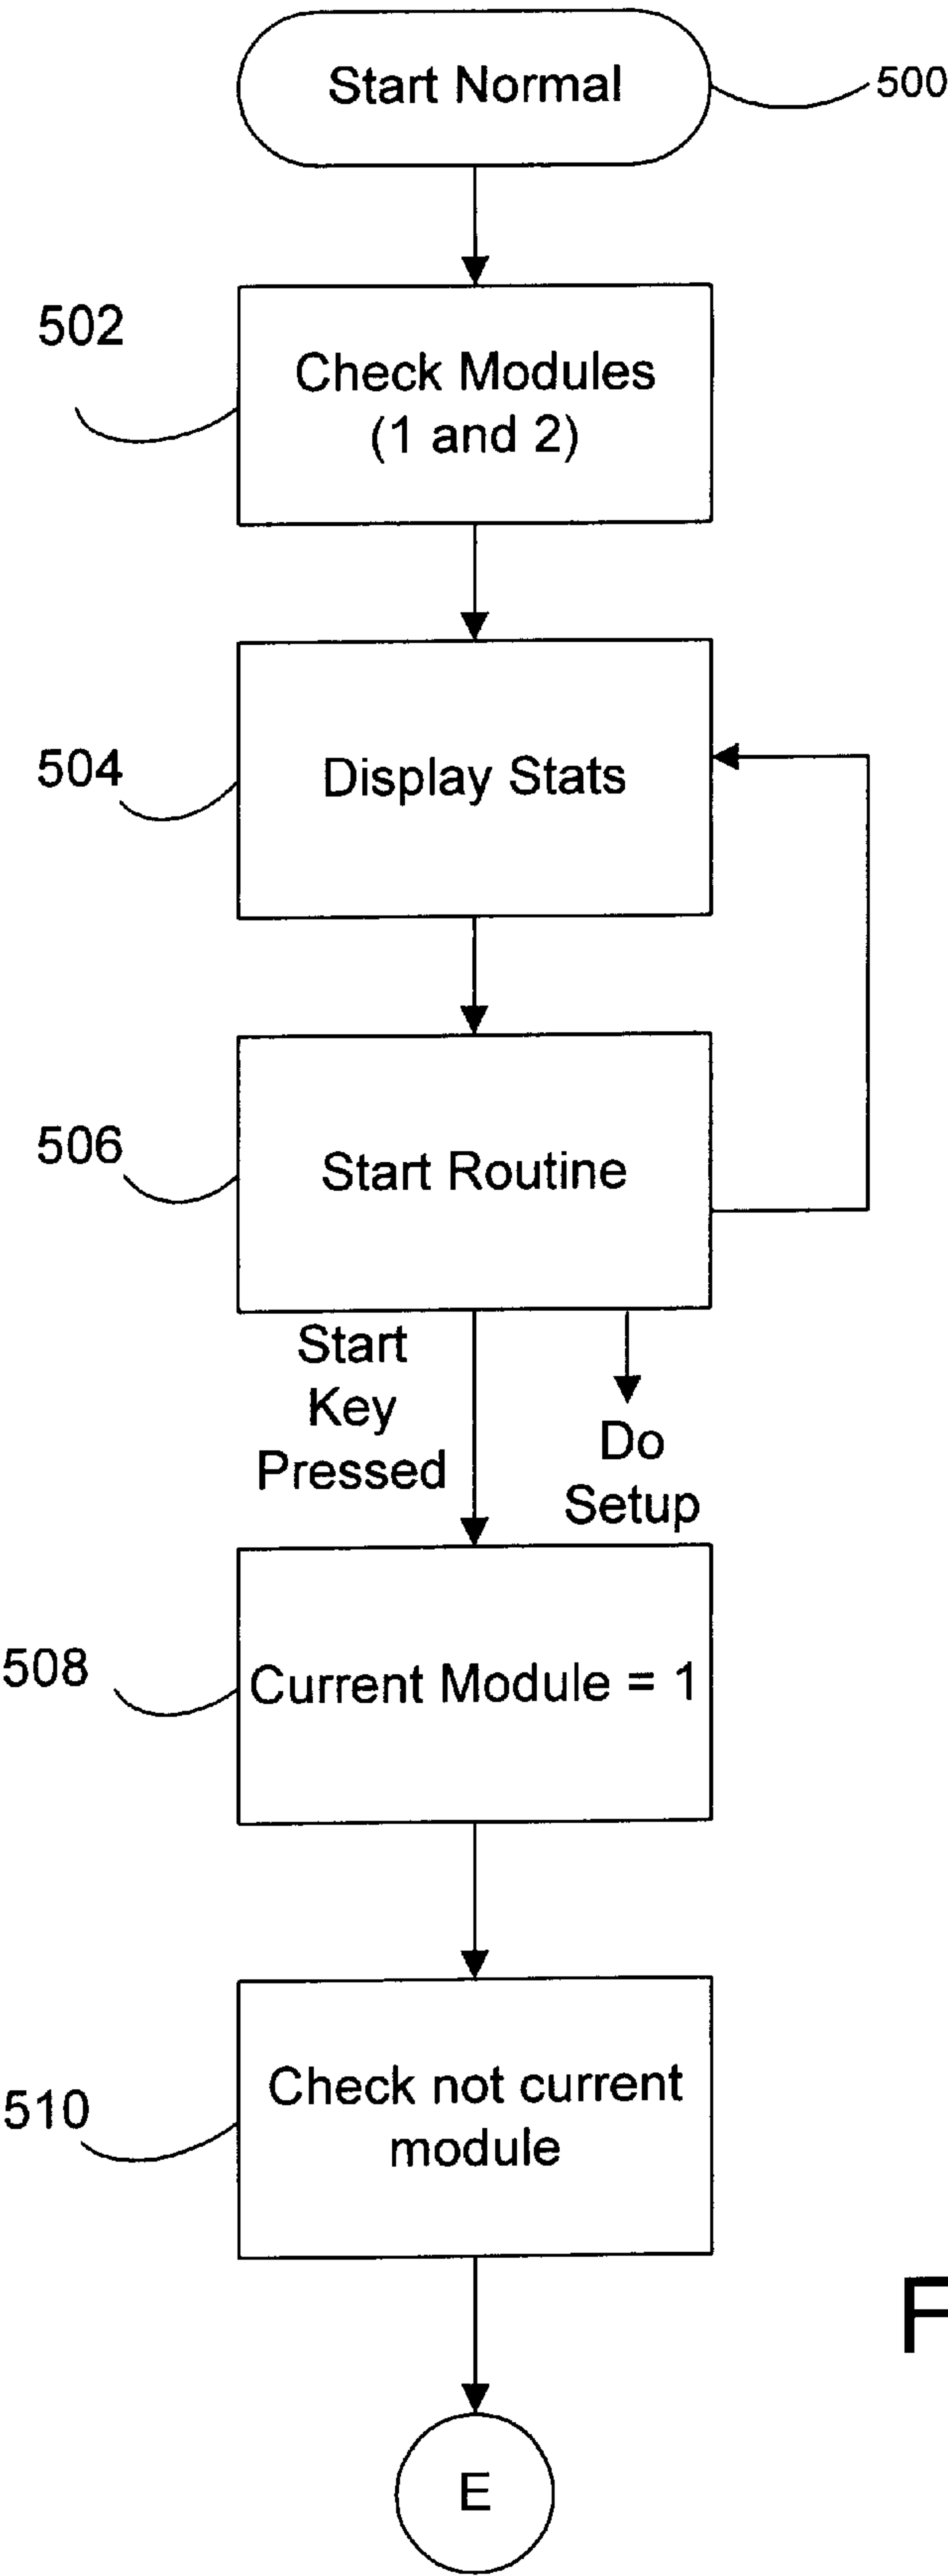 Start Normal
500
502
Check Modules
(1 and 2)
504
Display Stats
506
Start Routine
Start
Key
Pressed
Do
Setup
508
Current Module = 1
510
Check not current
module
F
E